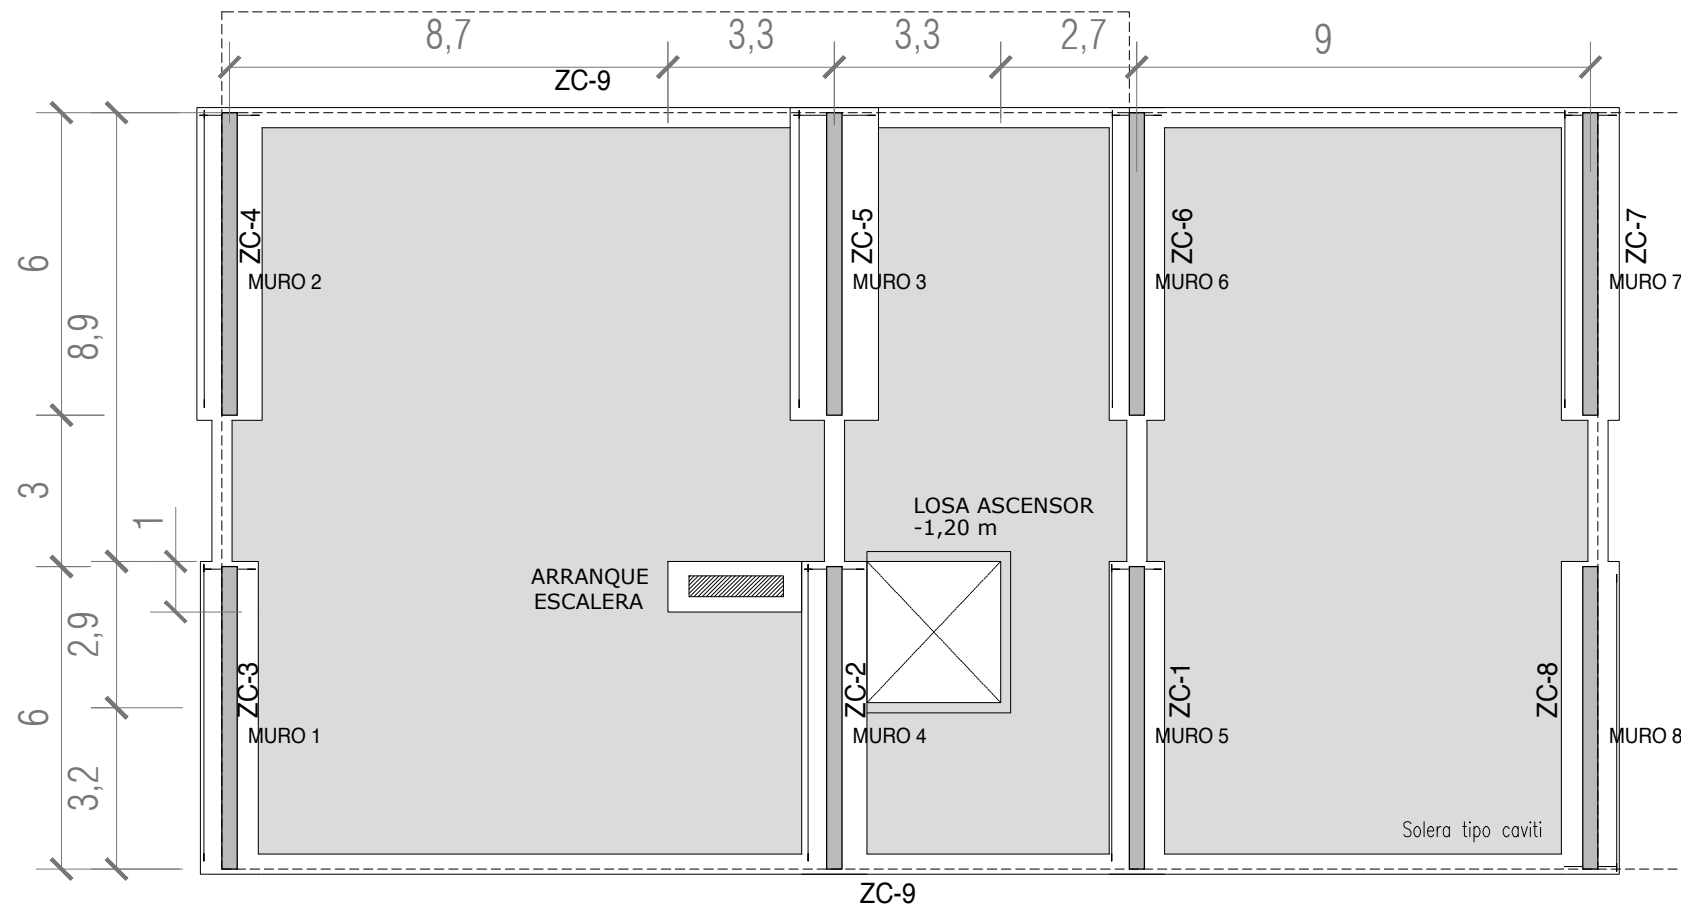 8,7
3,3
3,3
2,7
9
ZC-9
6
8,9
ZC-4
MURO 2
ZC-5
MURO 3
ZC-6
MURO 6
ZC-7
MURO 7
3
1
LOSA ASCENSOR
-1,20 m
ARRANQUE
ESCALERA
2,9
6
3,2
ZC-3
MURO 1
ZC-2
MURO 4
ZC-1
MURO 5
ZC-8
MURO 8
Solera tipo caviti
ZC-9